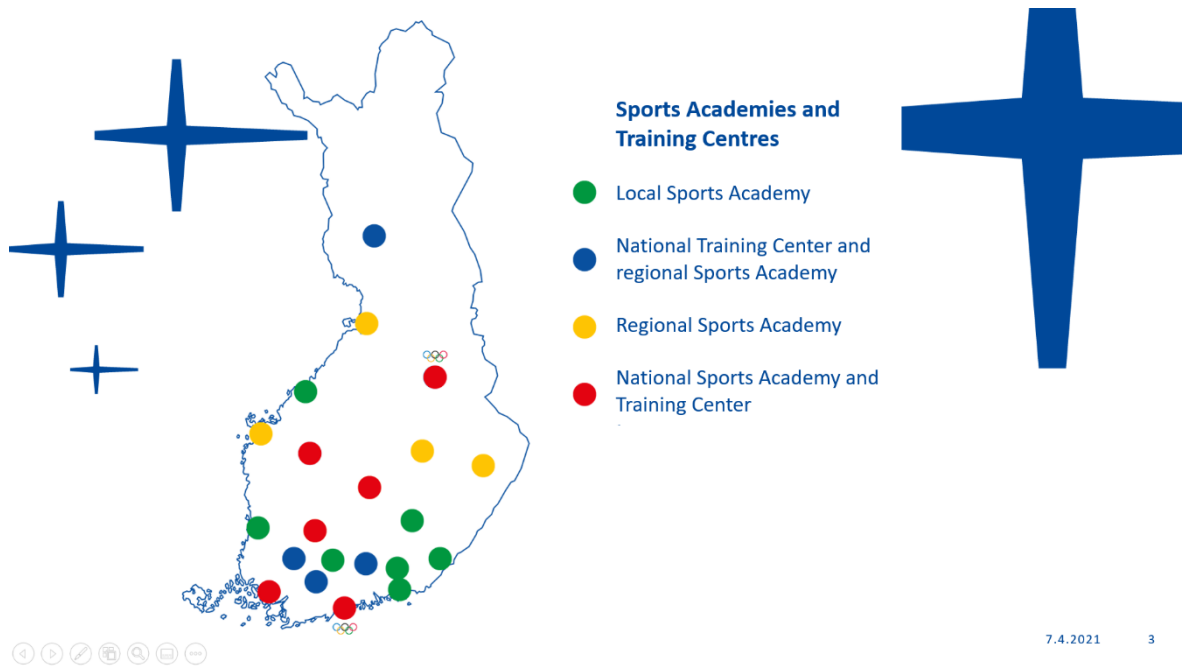 Sports Academies and
Training Centres
Local Sports Academy
National Training Center and
regional Sports Academy
Regional Sports Academy
National Sports Academy and
Training Center
7.4.2021
3